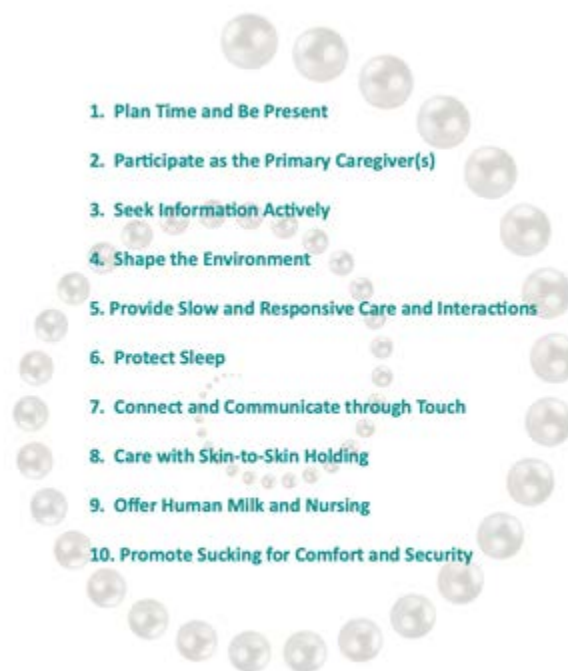 1. Plan Time and Be Present
2. Participate as the Primary Caregiver(s)
3. Seek Information Actively
4. Shape the Environment
5. Provide Slow and Responsive Care and Interactions
6. Protect Sleep
7. Connect and Communicate through Touch
8. Care with Skin-to-Skin Holding
9. Offer Human Milk and Nursing
10. Promote Sucking for Comfort and Security